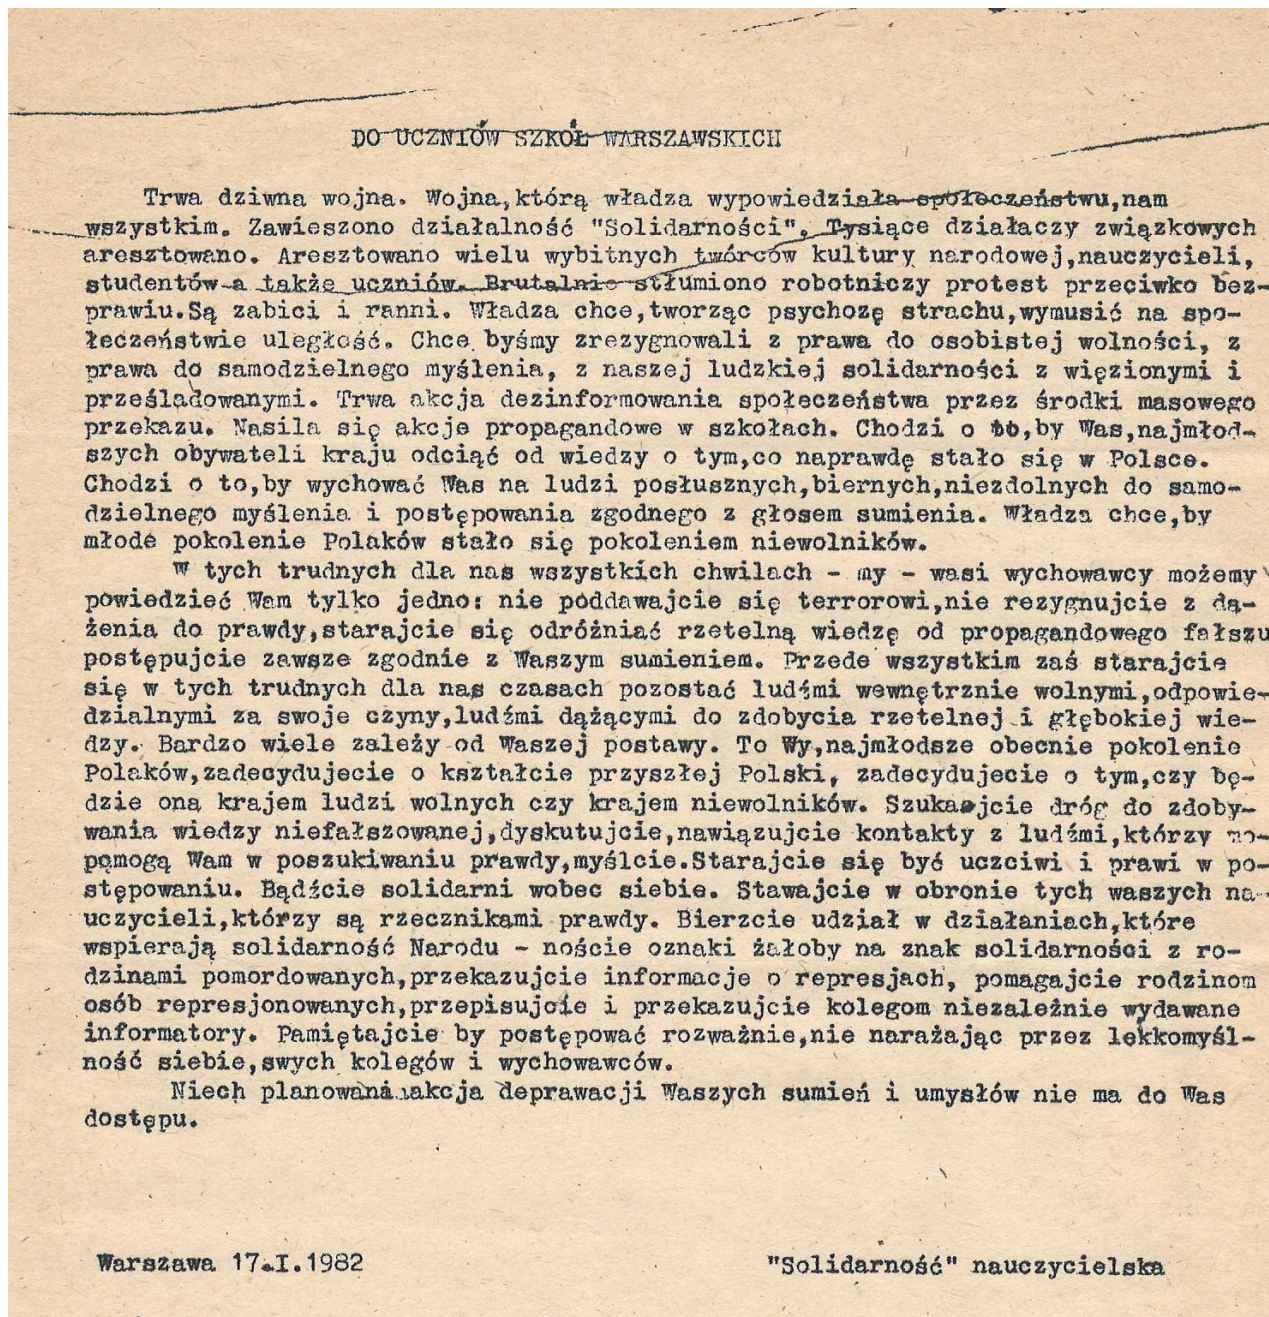 DO UCZNIÓW SZKÓŁ WARSZAWSKICH
Trwa dziwna wojna. Wojna,którą władza wypowiedziała społeczeństwu,nam
wszystkim. Zawieszono działalność "Solidarności". Tysiące działaczy związkowych
aresztowano. Aresztowano wielu wybitnych twórców kultury narodowej,nauczycieli,
studentów a także uczniów. Brutalnie stłumiono robotniczy protest przeciwko bez-
prawiu.Są zabici i ranni. Władza chce,tworząc psychozę strachu,wymusić na spo-
łeczeństwie uległość. Chce byśmy zrezygnowali z prawa do osobistej wolności, z
prawa do samodzielnego myślenia, z naszej ludzkiej solidarności z więzionymi i
prześladowanymi. Trwa akcja dezinformowania społeczeństwa przez środki masowego
przekazu. Nasila się akcje propagandowe w szkołach. Chodzi o to,by Was,najmłod-
szych obywateli kraju odciąć od wiedzy o tym,co naprawdę stało się w Polsce.
Chodzi o to,by wychować Was na ludzi posłusznych,biernych,niezdolnych do samo-
dzielnego myślenia i postępowania zgodnego z głosem sumienia. Władza chce,by
młode pokolenie Polaków stało się pokoleniem niewolników.
W tych trudnych dla nas wszystkich chwilach - my - wasi wychowawcy możemy
powiedzieć Wam tylko jedno: nie poddawajcie się terrorowi,nie rezygnujcie z dą-
żenia do prawdy,starajcie się odróżniać rzetelną wiedzę od propagandowego fałszu
postępujcie zawsze zgodnie z Waszym sumieniem. Przede wszystkim zaś starajcie
się w tych trudnych dla nas czasach pozostać ludźmi wewnętrznie wolnymi,odpowie-
dzialnymi za swoje czyny,ludźmi dążącymi do zdobycia rzetelnej i głębokiej wie-
dzy. Bardzo wiele zależy od Waszej postawy. To Wy,najmłodsze obecnie pokolenie
Polaków,zadecydujecie o kształcie przyszłej Polski, zadecydujecie o tym,czy bę-
dzie ona krajem ludzi wolnych czy krajem niewolników. Szukaajcie dróg do zdoby-
wania wiedzy niefałszowanej,dyskutujcie,nawiązujcie kontakty z ludźmi,którzy po-
pomogą Wam w poszukiwaniu prawdy,myślcie.Starajcie się być uczciwi i prawi w po-
stępowaniu. Bądźcie solidarni wobec siebie. Stawajcie w obronie tych waszych na-
uczycieli,którzy są rzecznikami prawdy. Bierzcie udział w działaniach,które
wspierają solidarność Narodu - noście oznaki żałoby na znak solidarności z ro-
dzinami pomordowanych,przekazujcie informacje o represjach, pomagajcie rodzinom
osób represjonowanych,przepisujcie i przekazujcie kolegom niezależnie wydawane
informatory. Pamiętajcie by postępować rozważnie,nie narażając przez lekkomyśl-
ność siebie,swych kolegów i wychowawców.
Niech planowana akcja deprawacji Waszych sumień i umysłów nie ma do Was
dostępu.
Warszawa 17.I.1982
"Solidarność" nauczycielska